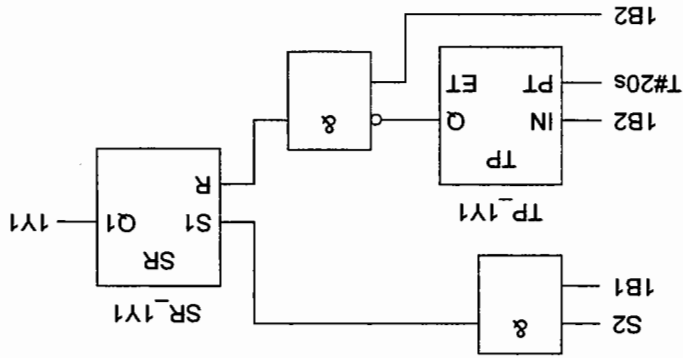 S2 &
SR_1Y1
1B1
SR
S1 Q1 1Y1
TP_1Y1
R
TP
1B2 IN Q &
T#20s PT ET
1B2